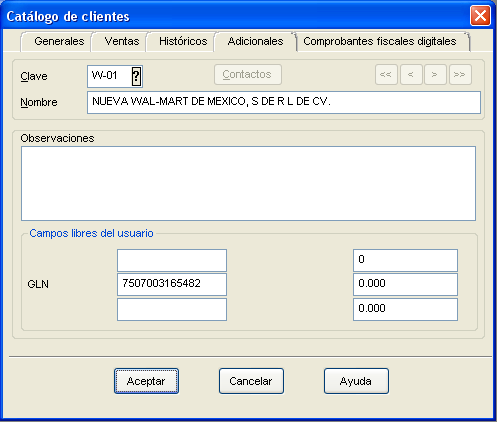 Catálogo de clientes
Generales Ventas Históricos Adicionales Comprobantes fiscales digitales
Clave W-01 ? Contactos << < > >>
Nombre NUEVA WAL-MART DE MEXICO, S DE R L DE CV.
Observaciones
Campos libres del usuario
0
GLN 7507003165482 0.000
0.000
Aceptar Cancelar Ayuda